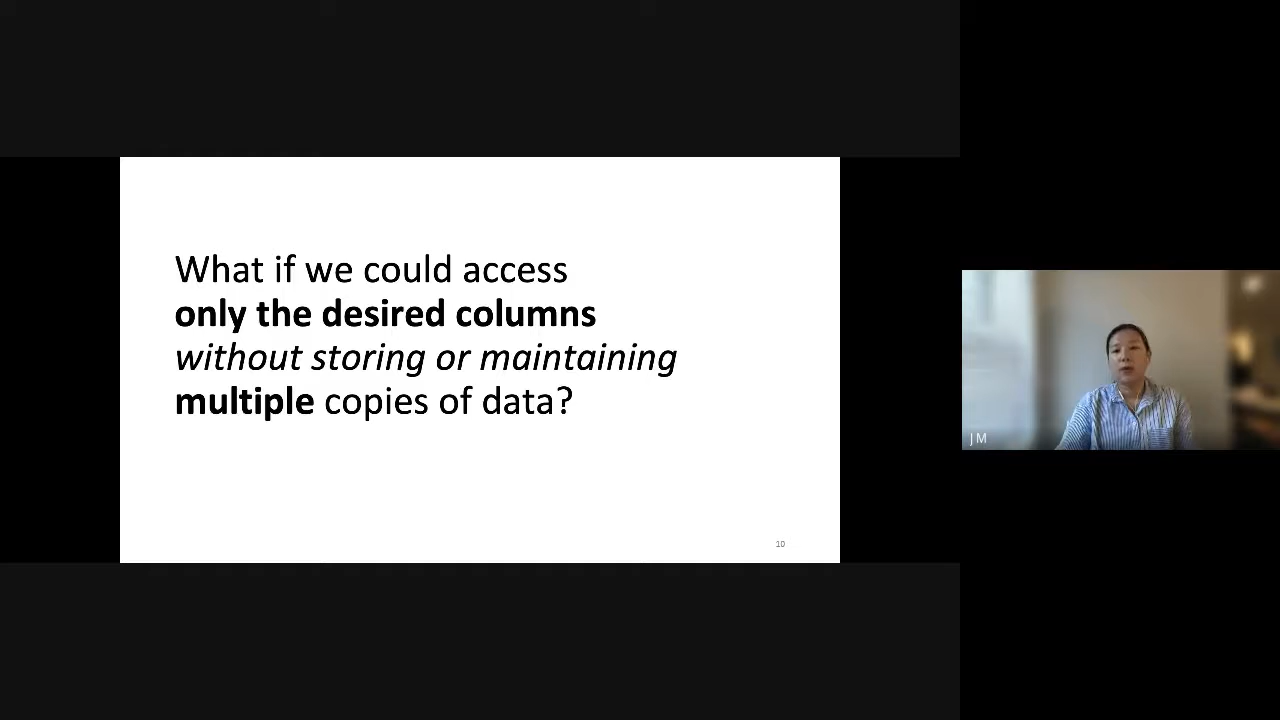 What if we could access
only the desired columns
without storing or maintaining
multiple copies of data?
10
J M